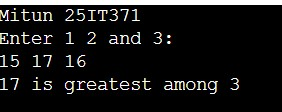 Mitun 25IT371
Enter 1 2 and 3:
15 17 16
17 is greatest among 3